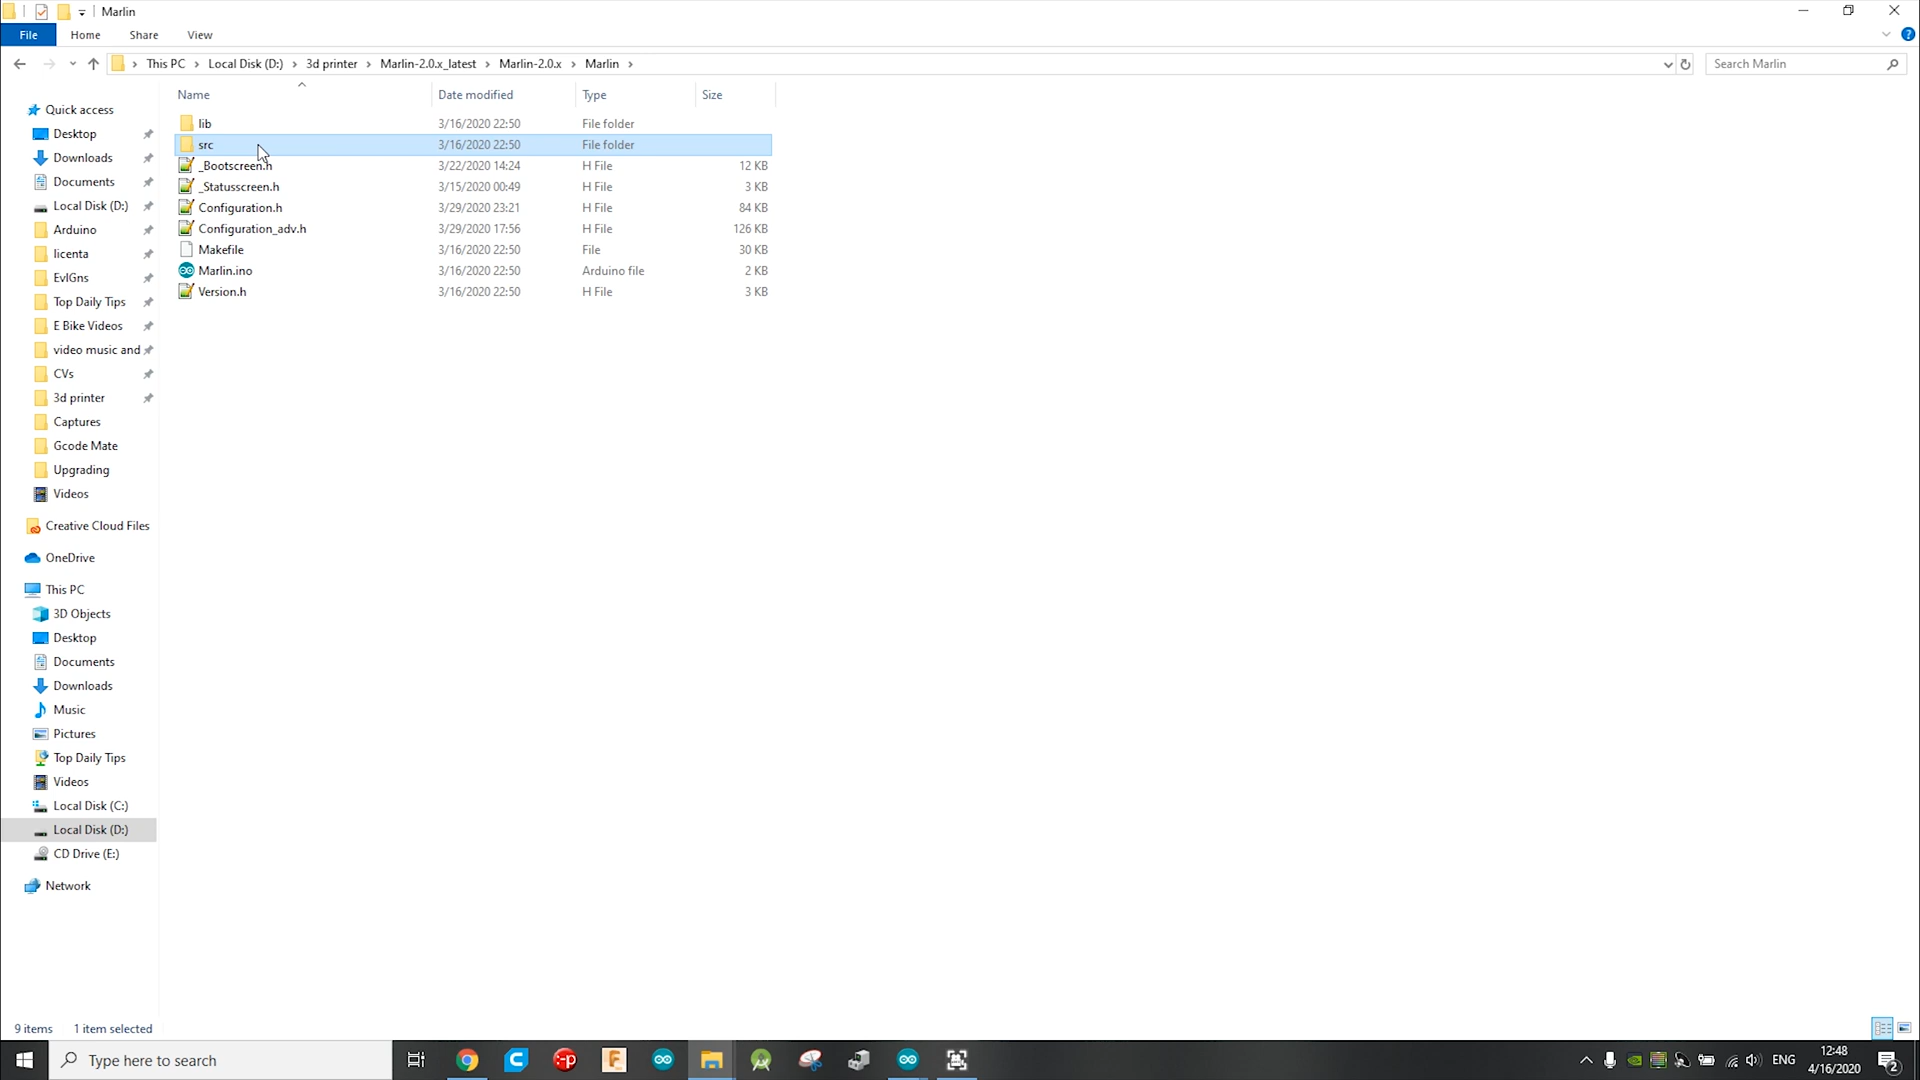 Marlin
File Home Share View
This PC Local Disk (D:) 3d printer Marlin-2.0.x_latest Marlin-2.0.x Marlin
Search Marlin
Name Date modified Type Size
lib 3/16/2020 22:50 File folder
src 3/16/2020 22:50 File folder
_Bootscreen.h 3/22/2020 14:24 H File 12 KB
_Statusscreen.h 3/15/2020 00:49 H File 3 KB
Configuration.h 3/29/2020 23:21 H File 84 KB
Configuration_adv.h 3/29/2020 17:56 H File 126 KB
Makefile 3/16/2020 22:50 File 30 KB
Marlin.ino 3/16/2020 22:50 Arduino file 2 KB
Version.h 3/16/2020 22:50 H File 3 KB
Quick access
Desktop
Downloads
Documents
Local Disk (D:)
Arduino
licenta
EvlGns
Top Daily Tips
E Bike Videos
video music and
CVs
3d printer
Captures
Gcode Mate
Upgrading
Videos
Creative Cloud Files
OneDrive
This PC
3D Objects
Desktop
Documents
Downloads
Music
Pictures
Top Daily Tips
Videos
Local Disk (C:)
Local Disk (D:)
CD Drive (E:)
Network
9 items 1 item selected
Type here to search
ENG
12:48
4/16/2020
2